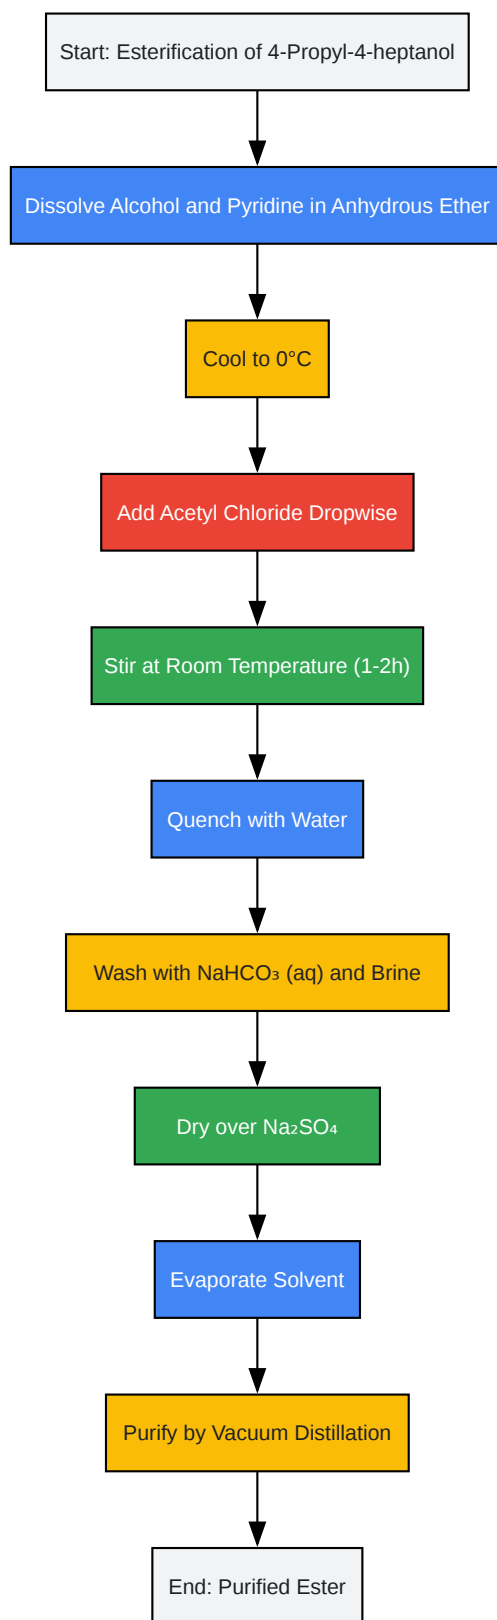 Start: Esterification of 4-Propyl-4-heptanol
Dissolve Alcohol and Pyridine in Anhydrous Ether
Cool to 0°C
Add Acetyl Chloride Dropwise
Stir at Room Temperature (1-2h)
Quench with Water
Wash with NaHCO₃ (aq) and Brine
Dry over Na₂SO₄
Evaporate Solvent
Purify by Vacuum Distillation
End: Purified Ester